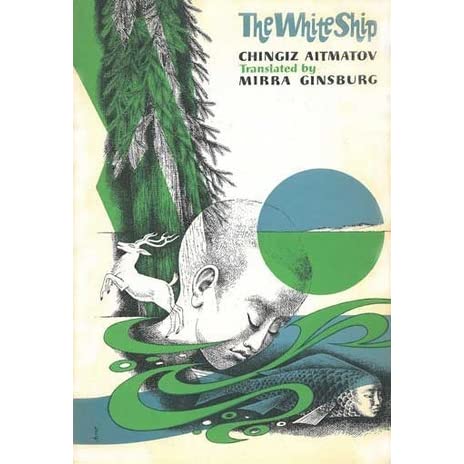 The White Ship
CHINGIZ AITMATOV
Translated by
MIRRA GINSBURG